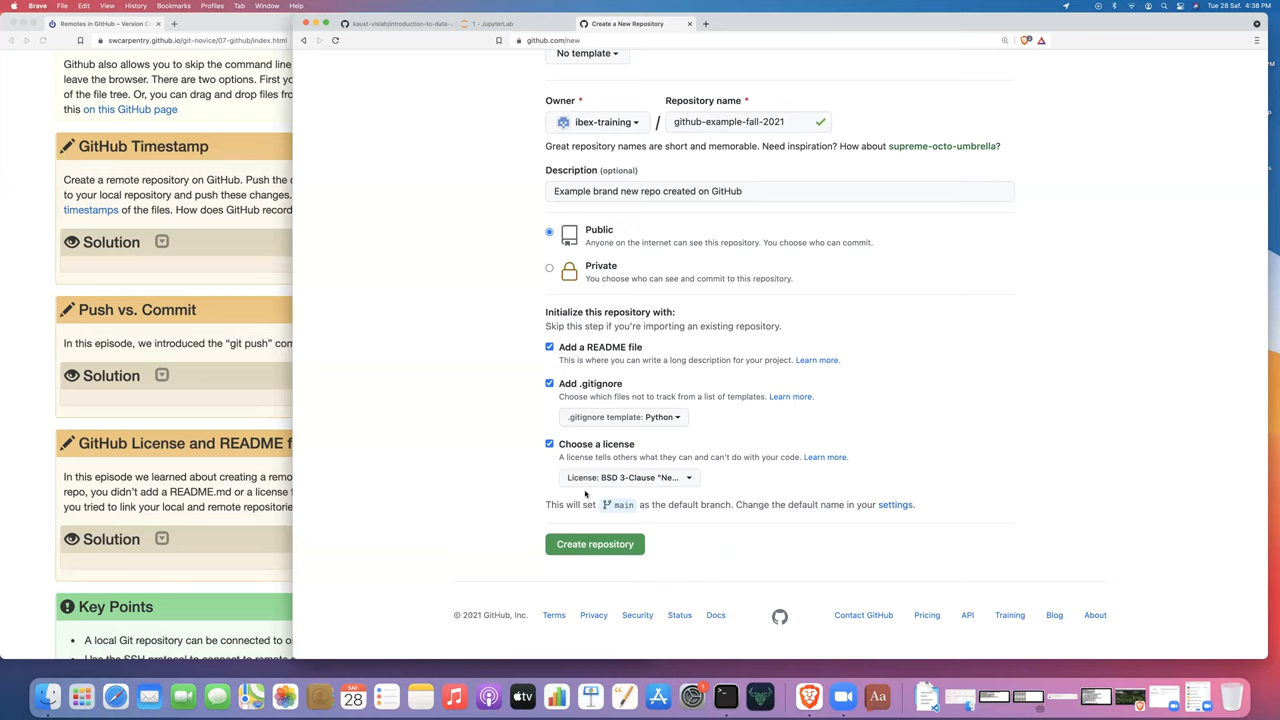 Brave File Edit View History Bookmarks Profiles Tab Window Help
Tue 28 Saf. 4:38 PM
Remotes in GitHub – Version C
swcarpentry.github.io/git-novice/07-github/index.html
Github also allows you to skip the command line
leave the browser. There are two options. First you
of the file tree. Or, you can drag and drop files fro
this on this GitHub page
GitHub Timestamp
Create a remote repository on GitHub. Push the c
to your local repository and push these changes.
timestamps of the files. How does GitHub record
Solution
Push vs. Commit
In this episode, we introduced the “git push” com
Solution
GitHub License and README f
In this episode we learned about creating a remo
repo, you didn’t add a README.md or a license f
you tried to link your local and remote repositorie
Solution
Key Points
A local Git repository can be connected to o
kaust-vislab/introduction-to-data-
1 - JupyterLab
Create a New Repository
github.com/new
No template
Owner *
Repository name *
ibex-training / github-example-fall-2021
Great repository names are short and memorable. Need inspiration? How about supreme-octo-umbrella?
Description (optional)
Example brand new repo created on GitHub
Public
Anyone on the internet can see this repository. You choose who can commit.
Private
You choose who can see and commit to this repository.
Initialize this repository with:
Skip this step if you’re importing an existing repository.
Add a README file
This is where you can write a long description for your project. Learn more.
Add .gitignore
Choose which files not to track from a list of templates. Learn more.
.gitignore template: Python
Choose a license
A license tells others what they can and can't do with your code. Learn more.
License: BSD 3-Clause "Ne...
This will set main as the default branch. Change the default name in your settings.
Create repository
© 2021 GitHub, Inc. Terms Privacy Security Status Docs
Contact GitHub Pricing API Training Blog About
28
tv
Aa